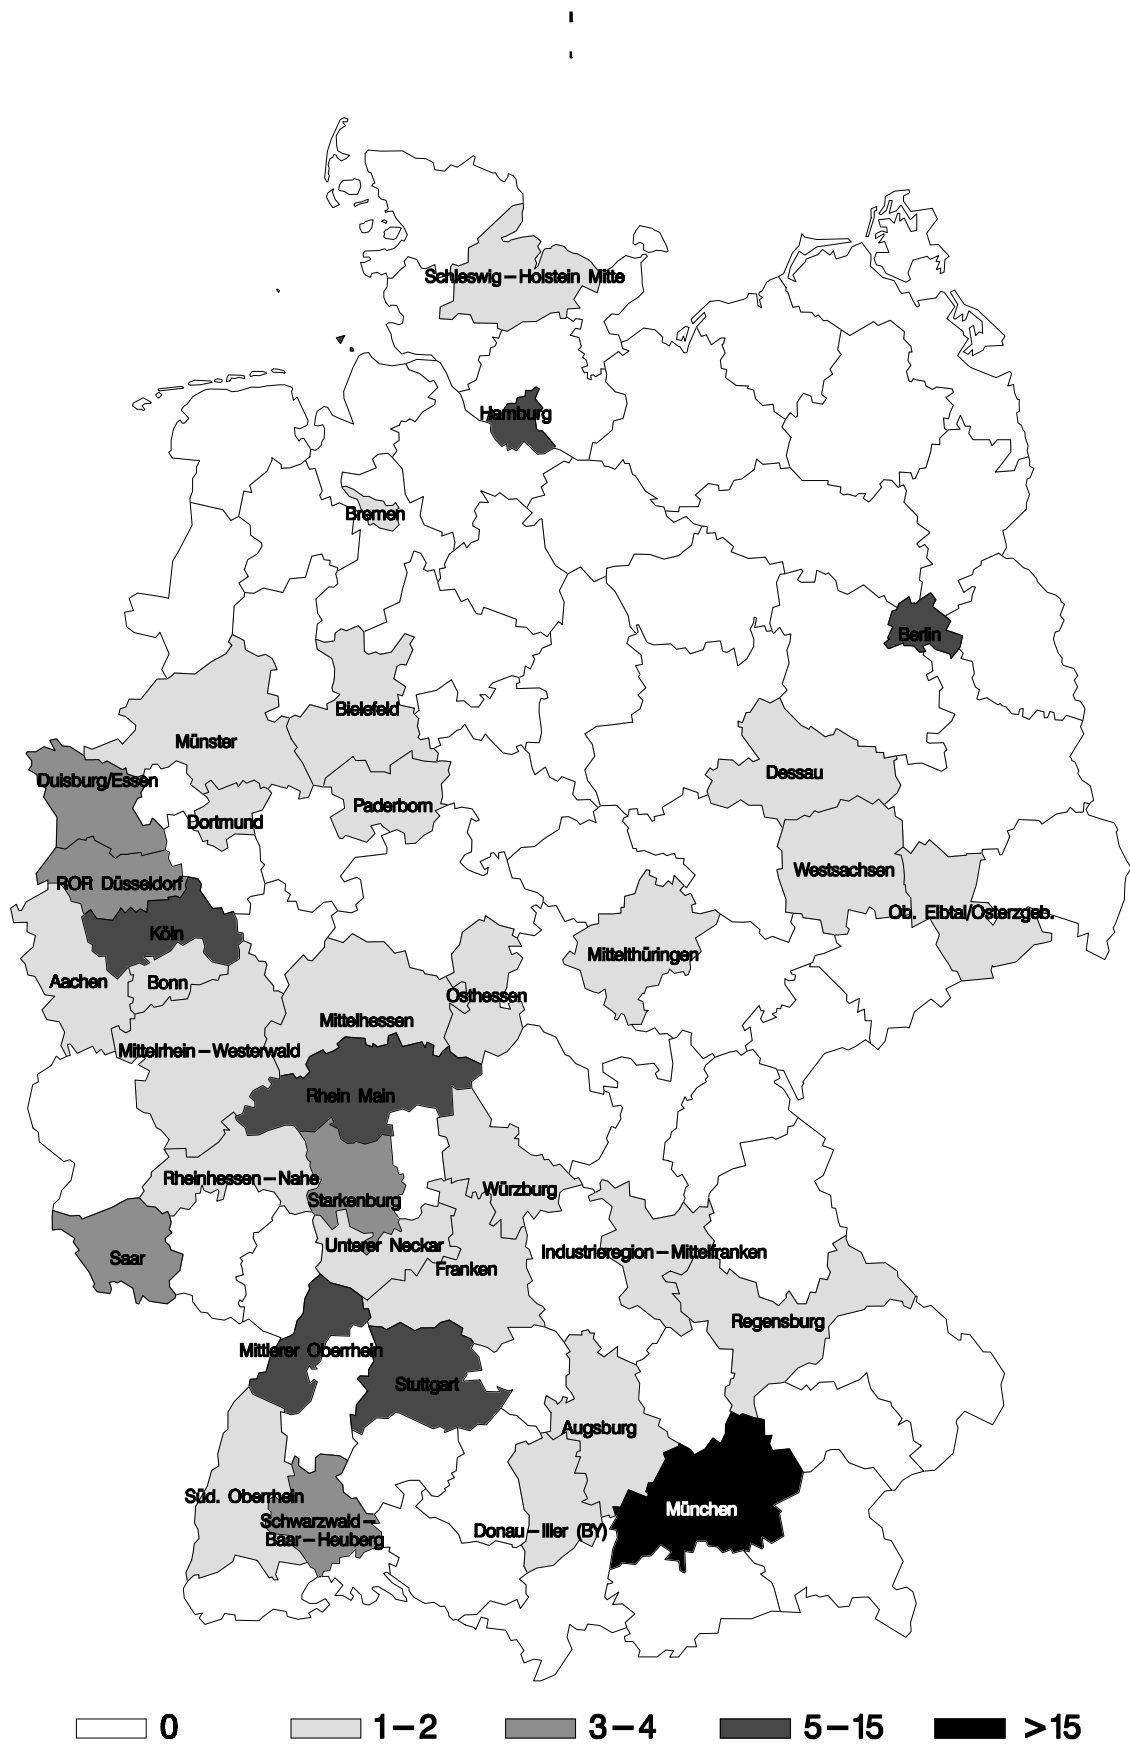 Schleswig–Holstein Mitte
Hamburg
Bremen
Berlin
Bielefeld
Münster
Dessau
Duisburg/Essen
Paderborn
Dortmund
Westsachsen
ROR Düsseldorf
Ob. Elbtal/Osterzgeb.
Köln
Mittelthüringen
Aachen
Bonn
Osthessen
Mittelhessen
Mittelrhein–Westerwald
Rhein Main
Rheinhessen–Nahe
Würzburg
Starkenburg
Unterer Neckar
Industrieregion–Mittelfranken
Saar
Franken
Regensburg
Mittlerer Oberrhein
Stuttgart
Augsburg
Süd. Oberrhein
München
Schwarzwald–
Baar–Heuberg
Donau–Iller (BY)
0 1–2 3–4 5–15 >15